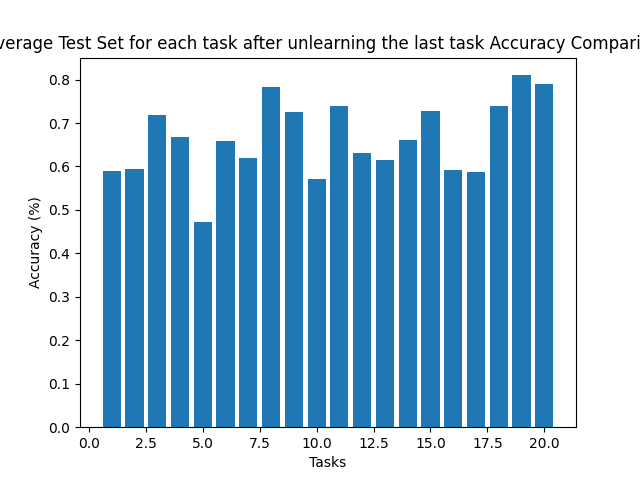 verage Test Set for each task after unlearning the last task Accuracy Compari
0.8
0.7
0.6
0.5
0.4
0.3
0.2
0.1
0.0
Accuracy (%)
0.0 2.5 5.0 7.5 10.0 12.5 15.0 17.5 20.0
Tasks